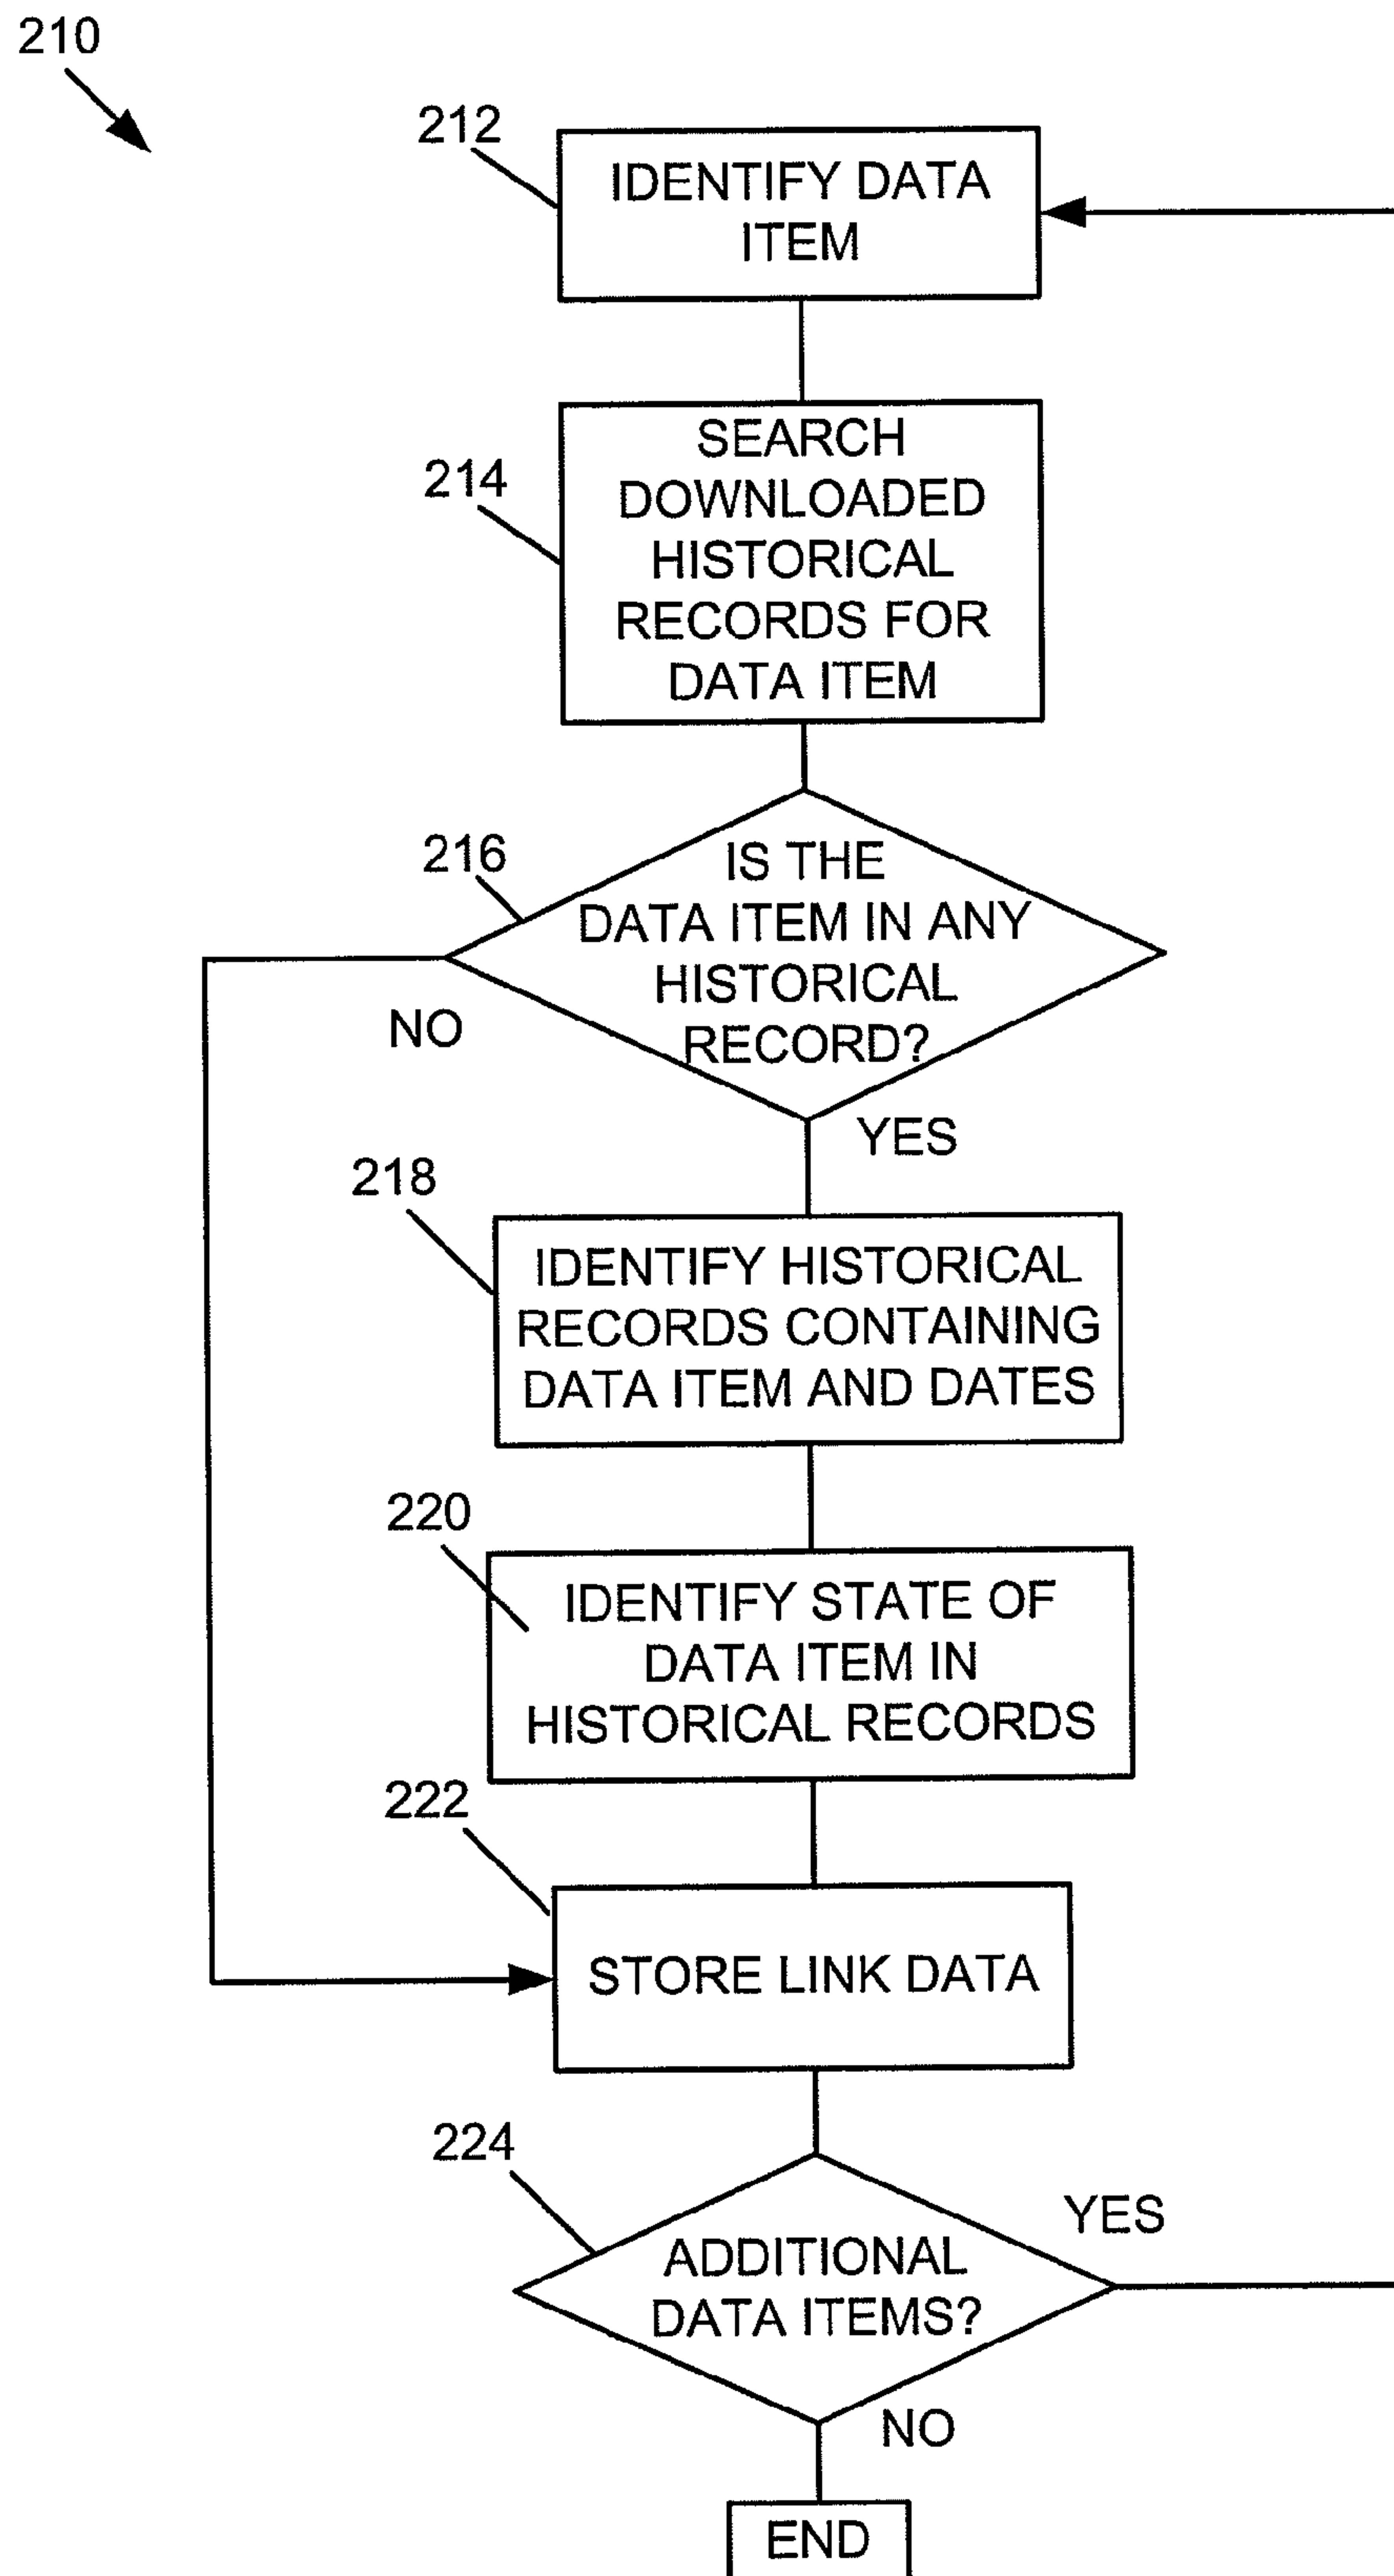 210
212
IDENTIFY DATA
ITEM
214
SEARCH
DOWNLOADED
HISTORICAL
RECORDS FOR
DATA ITEM
216
IS THE
DATA ITEM IN ANY
HISTORICAL
RECORD?
NO
YES
218
IDENTIFY HISTORICAL
RECORDS CONTAINING
DATA ITEM AND DATES
220
IDENTIFY STATE OF
DATA ITEM IN
HISTORICAL RECORDS
222
STORE LINK DATA
224
YES
ADDITIONAL
DATA ITEMS?
NO
END